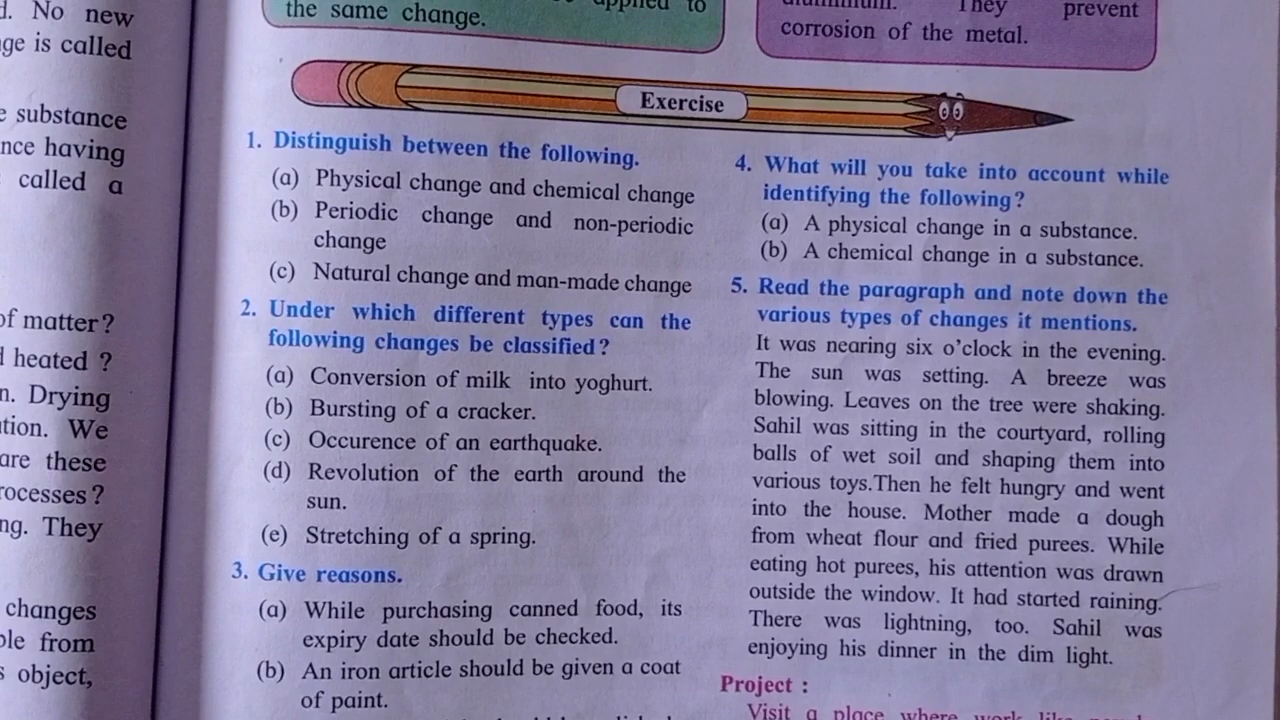 d. No new
ge is called
e substance
nce having
called a
of matter?
d heated ?
n. Drying
tion. We
are these
rocesses?
ng. They
changes
ble from
s object,
applied to
the same change.
They prevent
corrosion of the metal.
Exercise
1. Distinguish between the following.
(a) Physical change and chemical change
(b) Periodic change and non-periodic
change
(c) Natural change and man-made change
2. Under which different types can the
following changes be classified?
(a) Conversion of milk into yoghurt.
(b) Bursting of a cracker.
(c) Occurence of an earthquake.
(d) Revolution of the earth around the
sun.
(e) Stretching of a spring.
3. Give reasons.
(a) While purchasing canned food, its
expiry date should be checked.
(b) An iron article should be given a coat
of paint.
4. What will you take into account while
identifying the following?
(a) A physical change in a substance.
(b) A chemical change in a substance.
5. Read the paragraph and note down the
various types of changes it mentions.
It was nearing six o'clock in the evening.
The sun was setting. A breeze was
blowing. Leaves on the tree were shaking.
Sahil was sitting in the courtyard, rolling
balls of wet soil and shaping them into
various toys.Then he felt hungry and went
into the house. Mother made a dough
from wheat flour and fried purees. While
eating hot purees, his attention was drawn
outside the window. It had started raining.
There was lightning, too. Sahil was
enjoying his dinner in the dim light.
Project :
Visit a place where work like